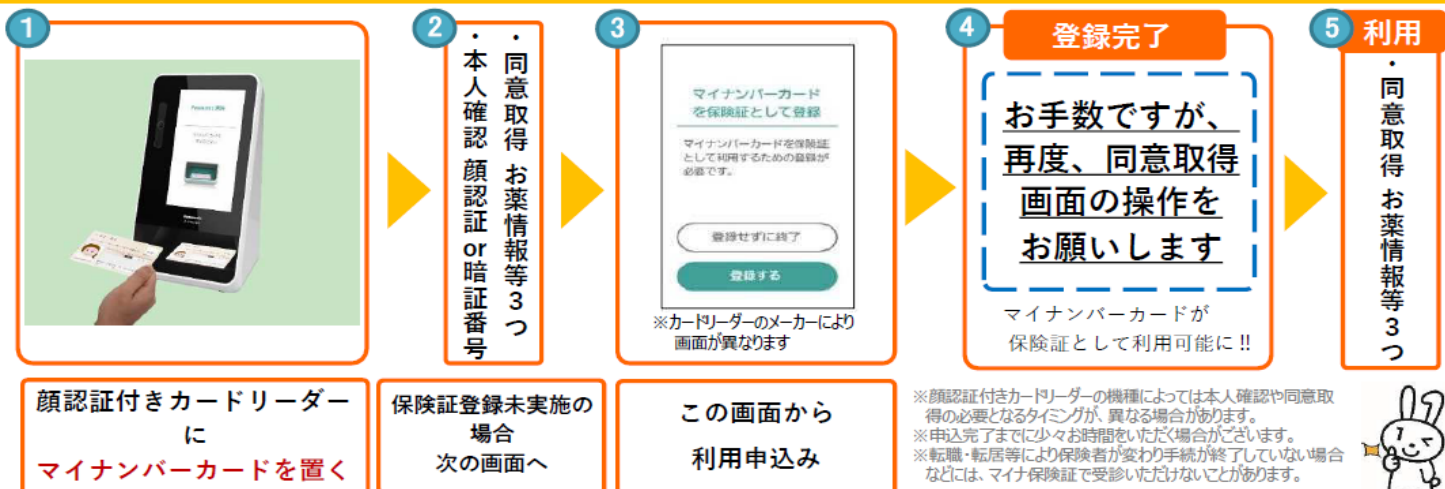 1
顔認証付きカードリーダー
に
マイナンバーカードを置く
2
・本人確認 顔認証or暗証番号
・同意取得 お薬情報等3つ
保険証登録未実施の
場合
次の画面へ
3
マイナンバーカード
を保険証として登録
マイナンバーカードを保険証
として利用するための登録が
必要です。
登録せずに終了
登録する
※カードリーダーのメーカーにより
画面が異なります
この画面から
利用申込み
4
登録完了
お手数ですが、
再度、同意取得
画面の操作を
お願いします
マイナンバーカードが
保険証として利用可能に!!
5
利用
・同意取得 お薬情報等3つ
※顔認証付きカードリーダーの機種によっては本人確認や同意取
得の必要となるタイミングが、異なる場合があります。
※申込完了までに少々お時間をいただく場合がございます。
※転職・転居等により保険者が変わり手続が終了していない場合
などには、マイナ保険証で受診いただけないことがあります。